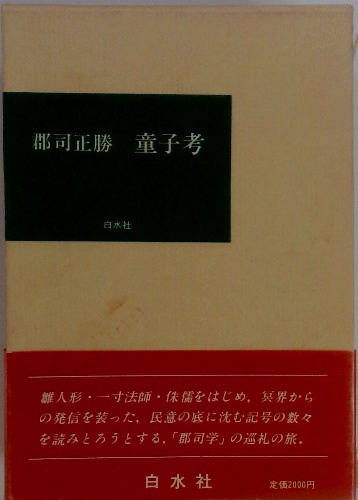 郡司正勝 童子考
白水社
雛人形・一寸法師・侏儒をはじめ，冥界から
の発信を装った，民意の底に沈む記号の数々
を読みとろうとする，「郡司学」の巡礼の旅．
白水社 定価2000円